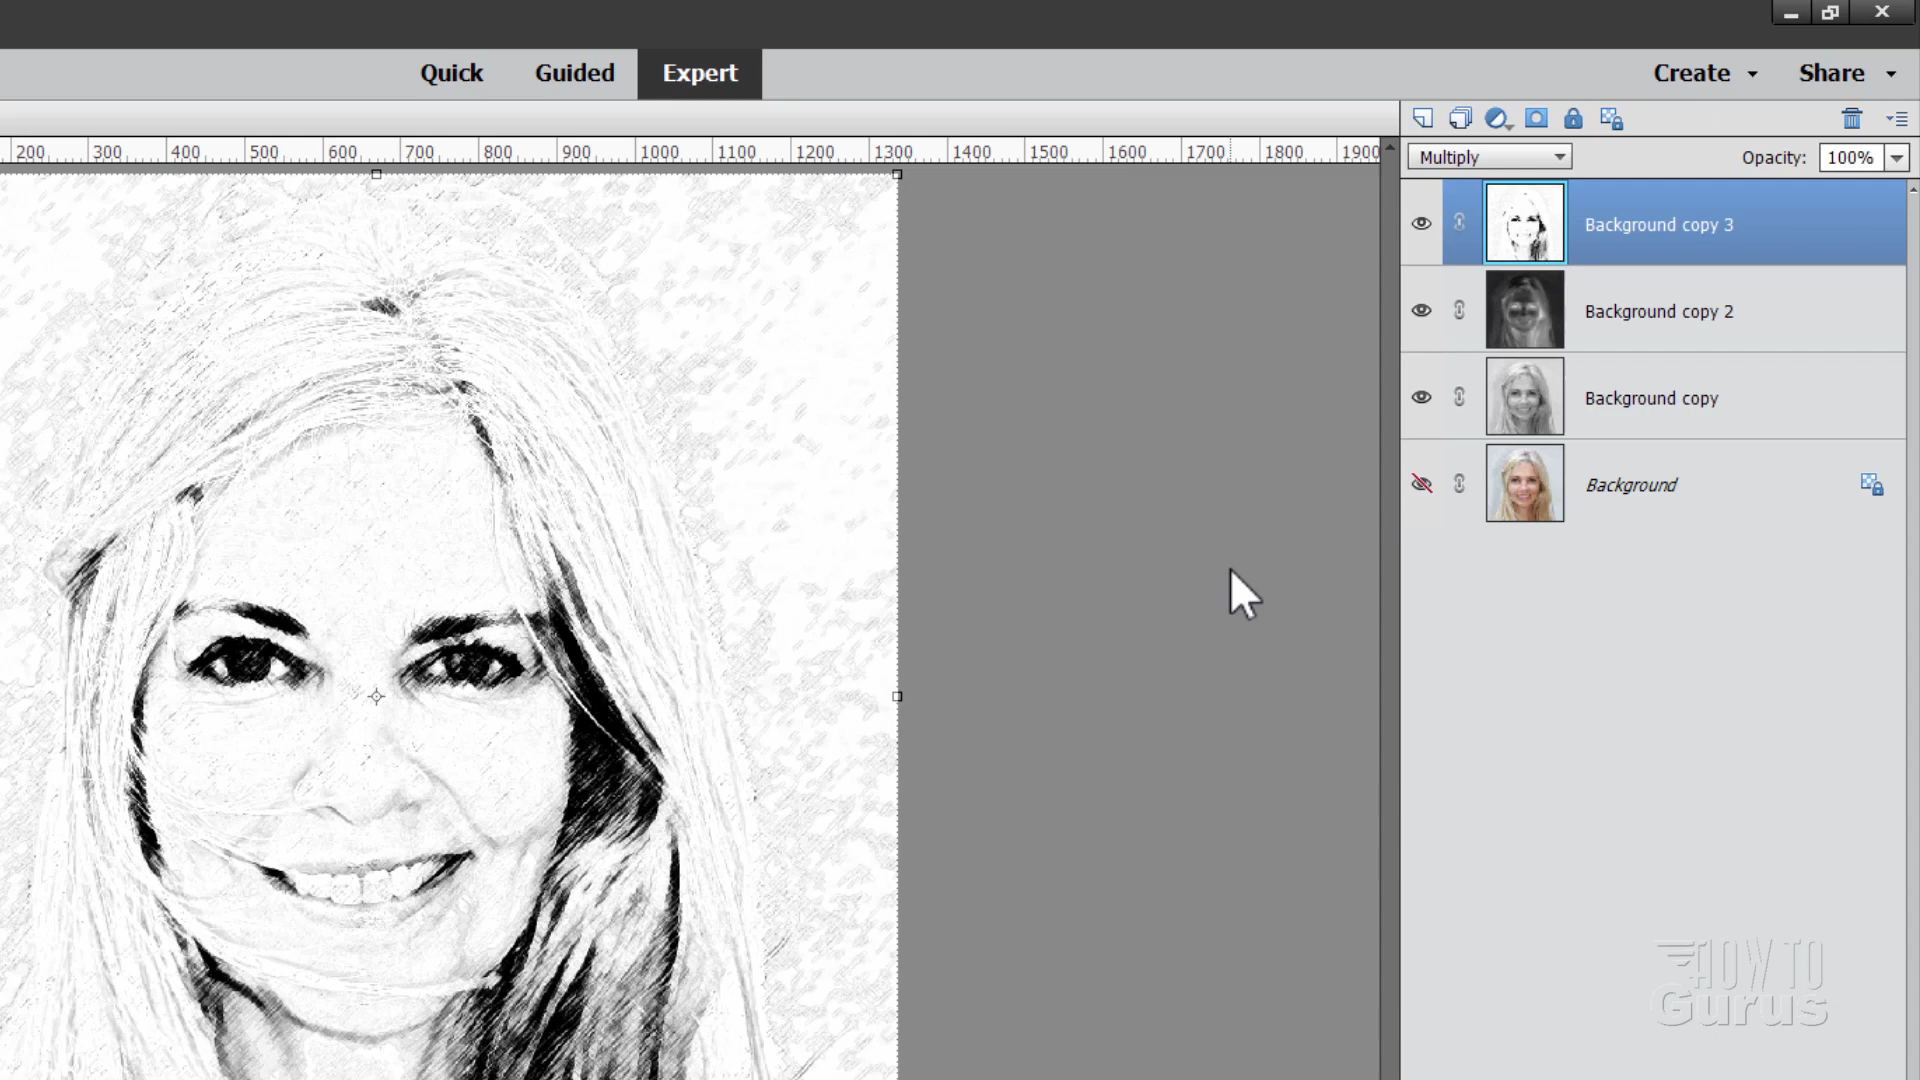 Quick Guided Expert Create Share
200 300 400 500 600 700 800 900 1000 1100 1200 1300 1400 1500 1600 1700 1800 1900
Multiply Opacity: 100%
Background copy 3
Background copy 2
Background copy
Background
HOW TO
Gurus